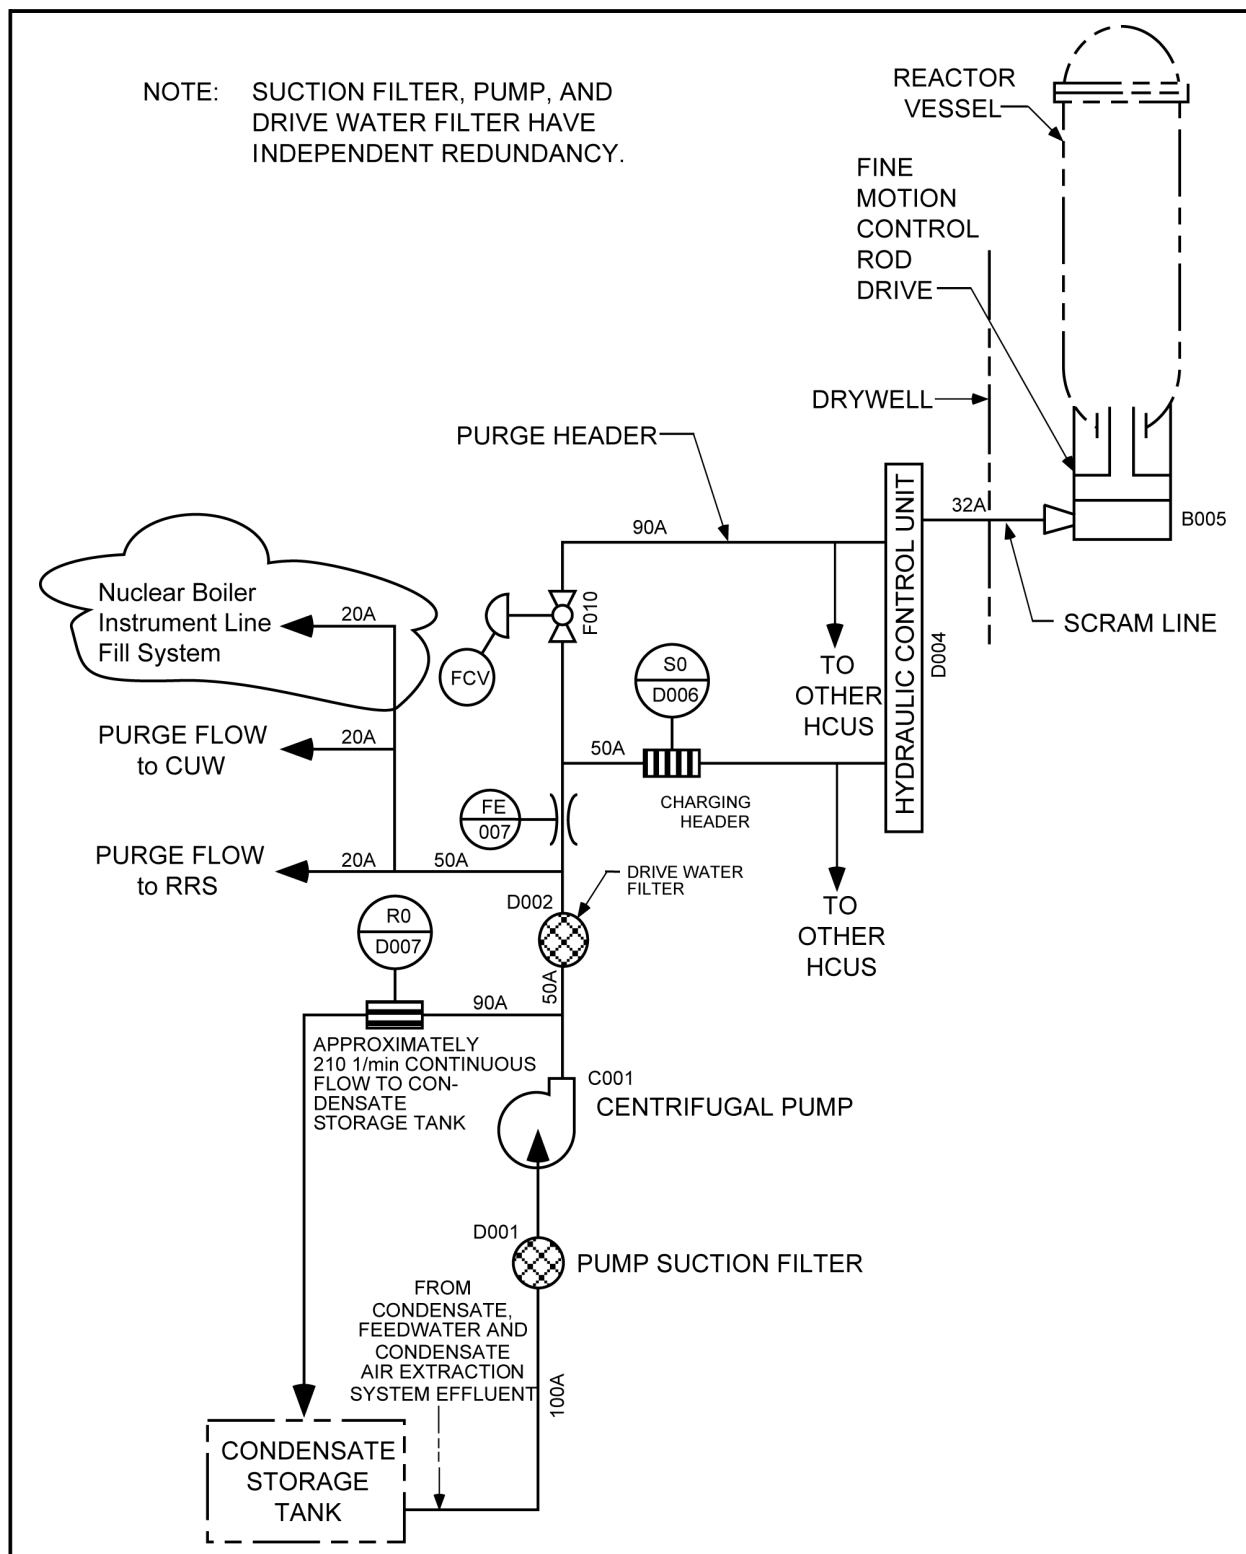 NOTE: SUCTION FILTER, PUMP, AND
DRIVE WATER FILTER HAVE
INDEPENDENT REDUNDANCY.
REACTOR
VESSEL
FINE
MOTION
CONTROL
ROD
DRIVE
DRYWELL
PURGE HEADER
90A
32A
B005
SCRAM LINE
HYDRAULIC CONTROL UNIT
D004
Nuclear Boiler
Instrument Line
Fill System
20A
FCV
F010
S0
D006
TO
OTHER
HCUS
PURGE FLOW
to CUW
20A
50A
CHARGING
HEADER
FE
007
PURGE FLOW
to RRS
20A
50A
DRIVE WATER
FILTER
D002
TO
OTHER
HCUS
R0
D007
50A
90A
APPROXIMATELY
210 1/min CONTINUOUS
FLOW TO CON-
DENSATE
STORAGE TANK
C001
CENTRIFUGAL PUMP
D001
PUMP SUCTION FILTER
FROM
CONDENSATE,
FEEDWATER AND
CONDENSATE
AIR EXTRACTION
SYSTEM EFFLUENT
100A
CONDENSATE
STORAGE
TANK